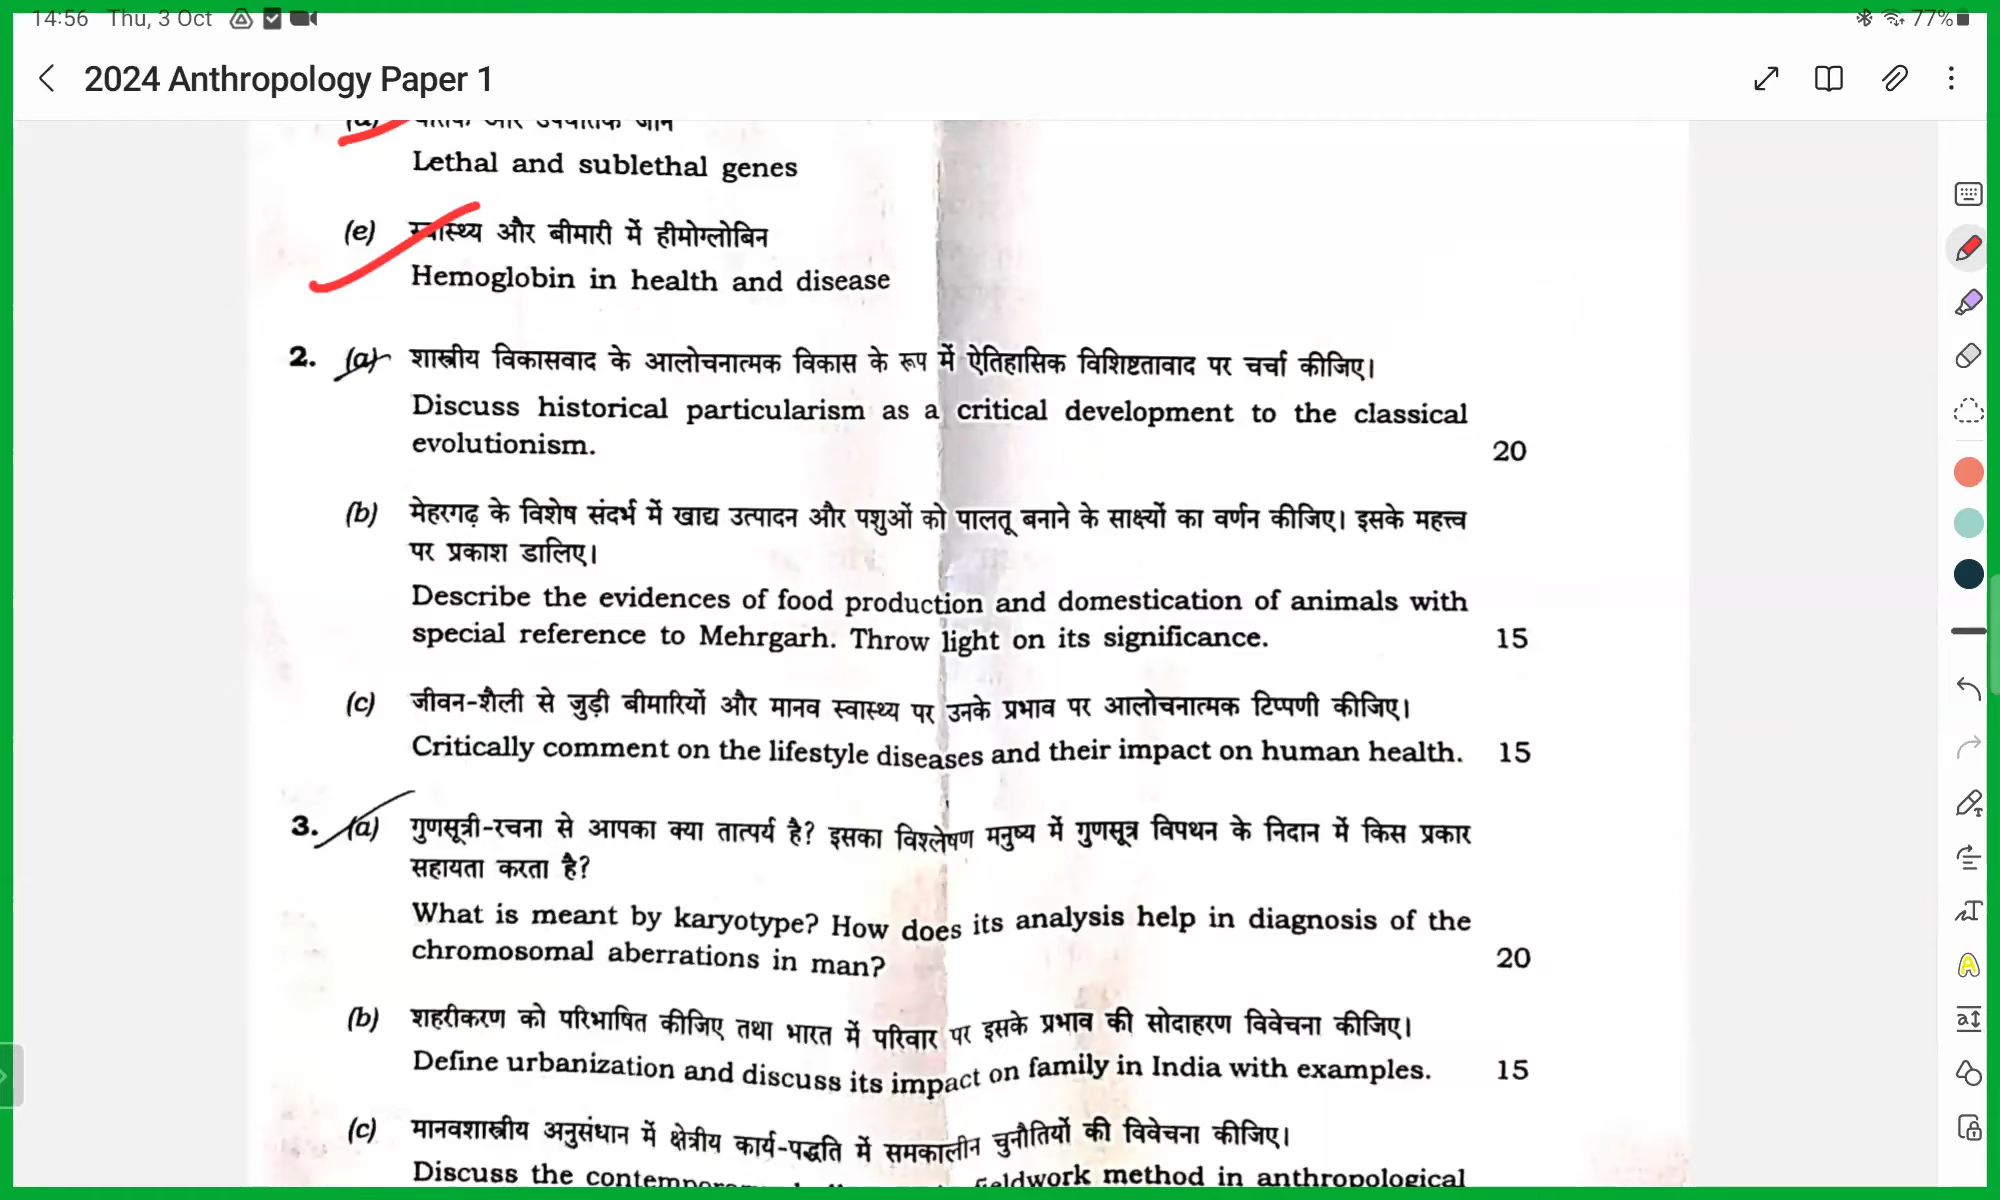 14:56 Thu, 3 Oct
77%
2024 Anthropology Paper 1
Lethal and sublethal genes
(e) स्वास्थ्य और बीमारी में हीमोग्लोबिन
Hemoglobin in health and disease
2. (a) शास्त्रीय विकासवाद के आलोचनात्मक विकास के रूप में ऐतिहासिक विशिष्टतावाद पर चर्चा कीजिए।
Discuss historical particularism as a critical development to the classical
evolutionism. 20
(b) मेहरगढ़ के विशेष संदर्भ में खाद्य उत्पादन और पशुओं को पालतू बनाने के साक्ष्यों का वर्णन कीजिए। इसके महत्त्व
पर प्रकाश डालिए।
Describe the evidences of food production and domestication of animals with
special reference to Mehrgarh. Throw light on its significance. 15
(c) जीवन-शैली से जुड़ी बीमारियों और मानव स्वास्थ्य पर उनके प्रभाव पर आलोचनात्मक टिप्पणी कीजिए।
Critically comment on the lifestyle diseases and their impact on human health. 15
3. (a) गुणसूत्री-रचना से आपका क्या तात्पर्य है? इसका विश्लेषण मनुष्य में गुणसूत्र विपथन के निदान में किस प्रकार
सहायता करता है?
What is meant by karyotype? How does its analysis help in diagnosis of the
chromosomal aberrations in man? 20
(b) शहरीकरण को परिभाषित कीजिए तथा भारत में परिवार पर इसके प्रभाव की सोदाहरण विवेचना कीजिए।
Define urbanization and discuss its impact on family in India with examples. 15
(c) मानवशास्त्रीय अनुसंधान में क्षेत्रीय कार्य-पद्धति में समकालीन चुनौतियों की विवेचना कीजिए।
Discuss the method in anthropological